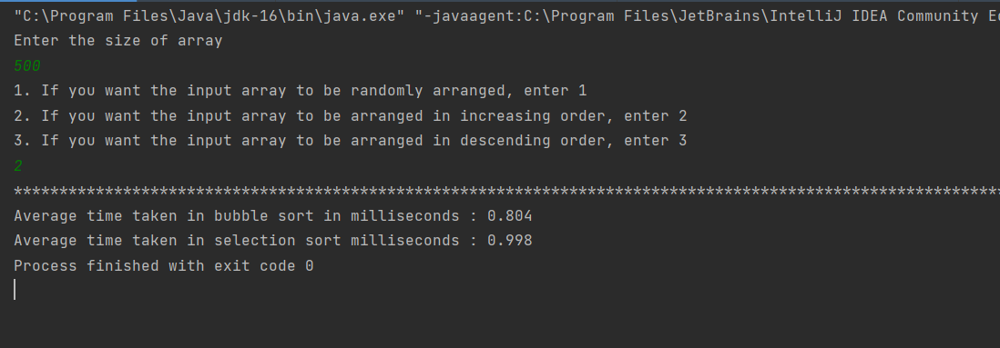 "C:\Program Files\Java\jdk-16\bin\java.exe" "-javaagent:C:\Program Files\JetBrains\IntelliJ IDEA Community
Enter the size of array
500
1. If you want the input array to be randomly arranged, enter 1
2. If you want the input array to be arranged in increasing order, enter 2
3. If you want the input array to be arranged in descending order, enter 3
2
*************************************************************************************************************
Average time taken in bubble sort in milliseconds : 0.804
Average time taken in selection sort milliseconds : 0.998
Process finished with exit code 0